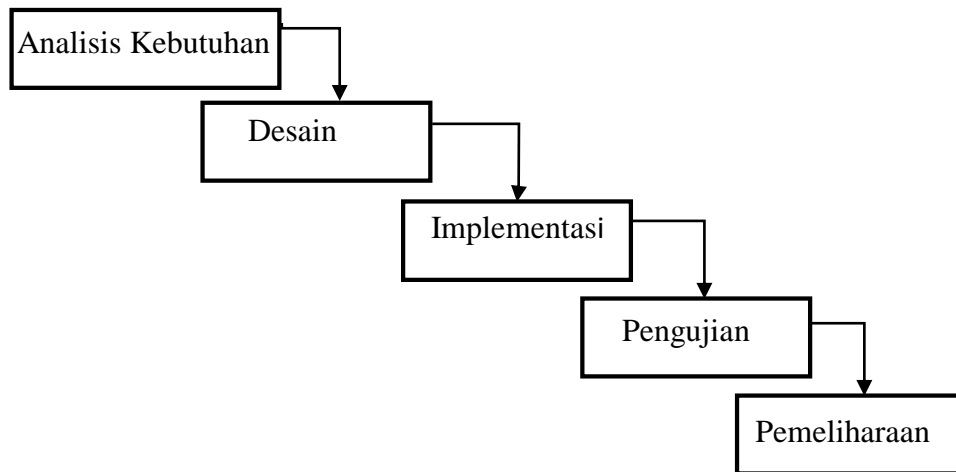 Analisis Kebutuhan
Desain
Implementasi
Pengujian
Pemeliharaan